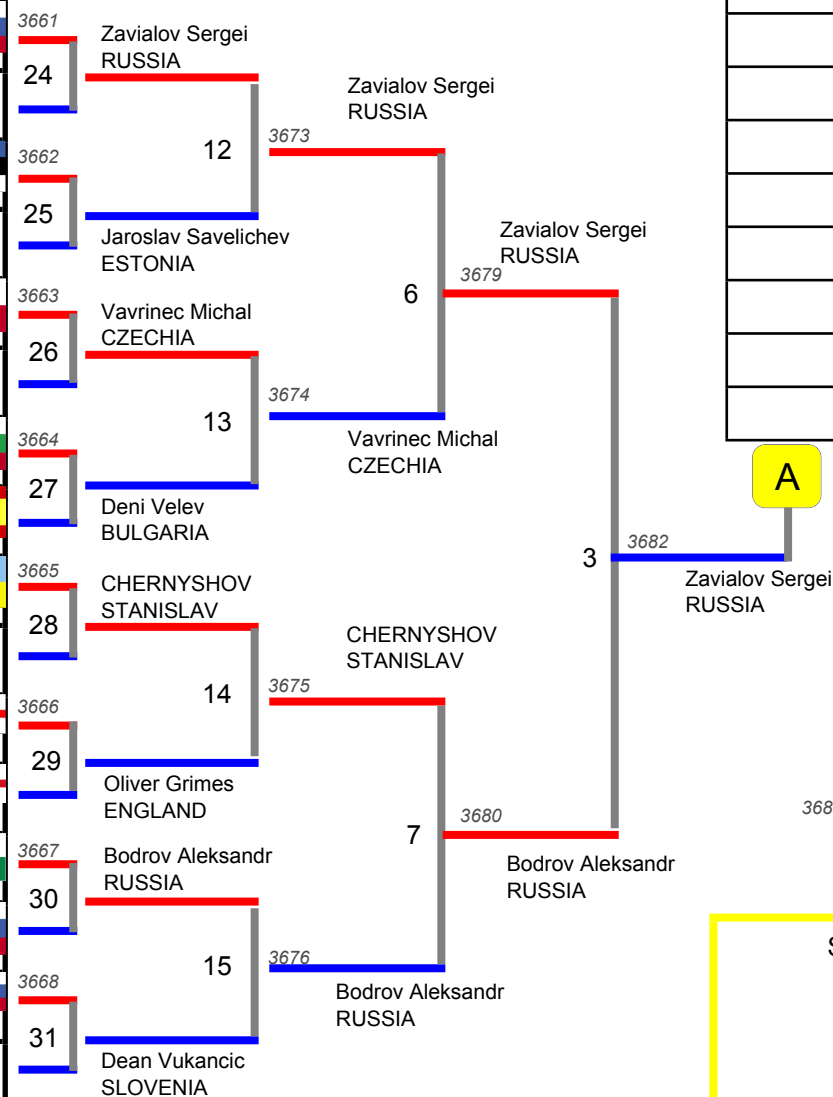 3661
Zavialov Sergei
RUSSIA
24
Zavialov Sergei
RUSSIA
12
3673
3662
25
Jaroslav Savelichev
ESTONIA
Zavialov Sergei
RUSSIA
3679
6
3663
Vavrinec Michal
CZECHIA
26
3674
13
Vavrinec Michal
CZECHIA
3664
27
Deni Velev
BULGARIA
A
3682
3
Zavialov Sergei
RUSSIA
3665
CHERNYSHOV
STANISLAV
28
CHERNYSHOV
STANISLAV
3675
14
3666
29
Oliver Grimes
ENGLAND
3680
7
368
Bodrov Aleksandr
RUSSIA
3667
Bodrov Aleksandr
RUSSIA
30
3676
15
Bodrov Aleksandr
RUSSIA
3668
31
Dean Vukancic
SLOVENIA